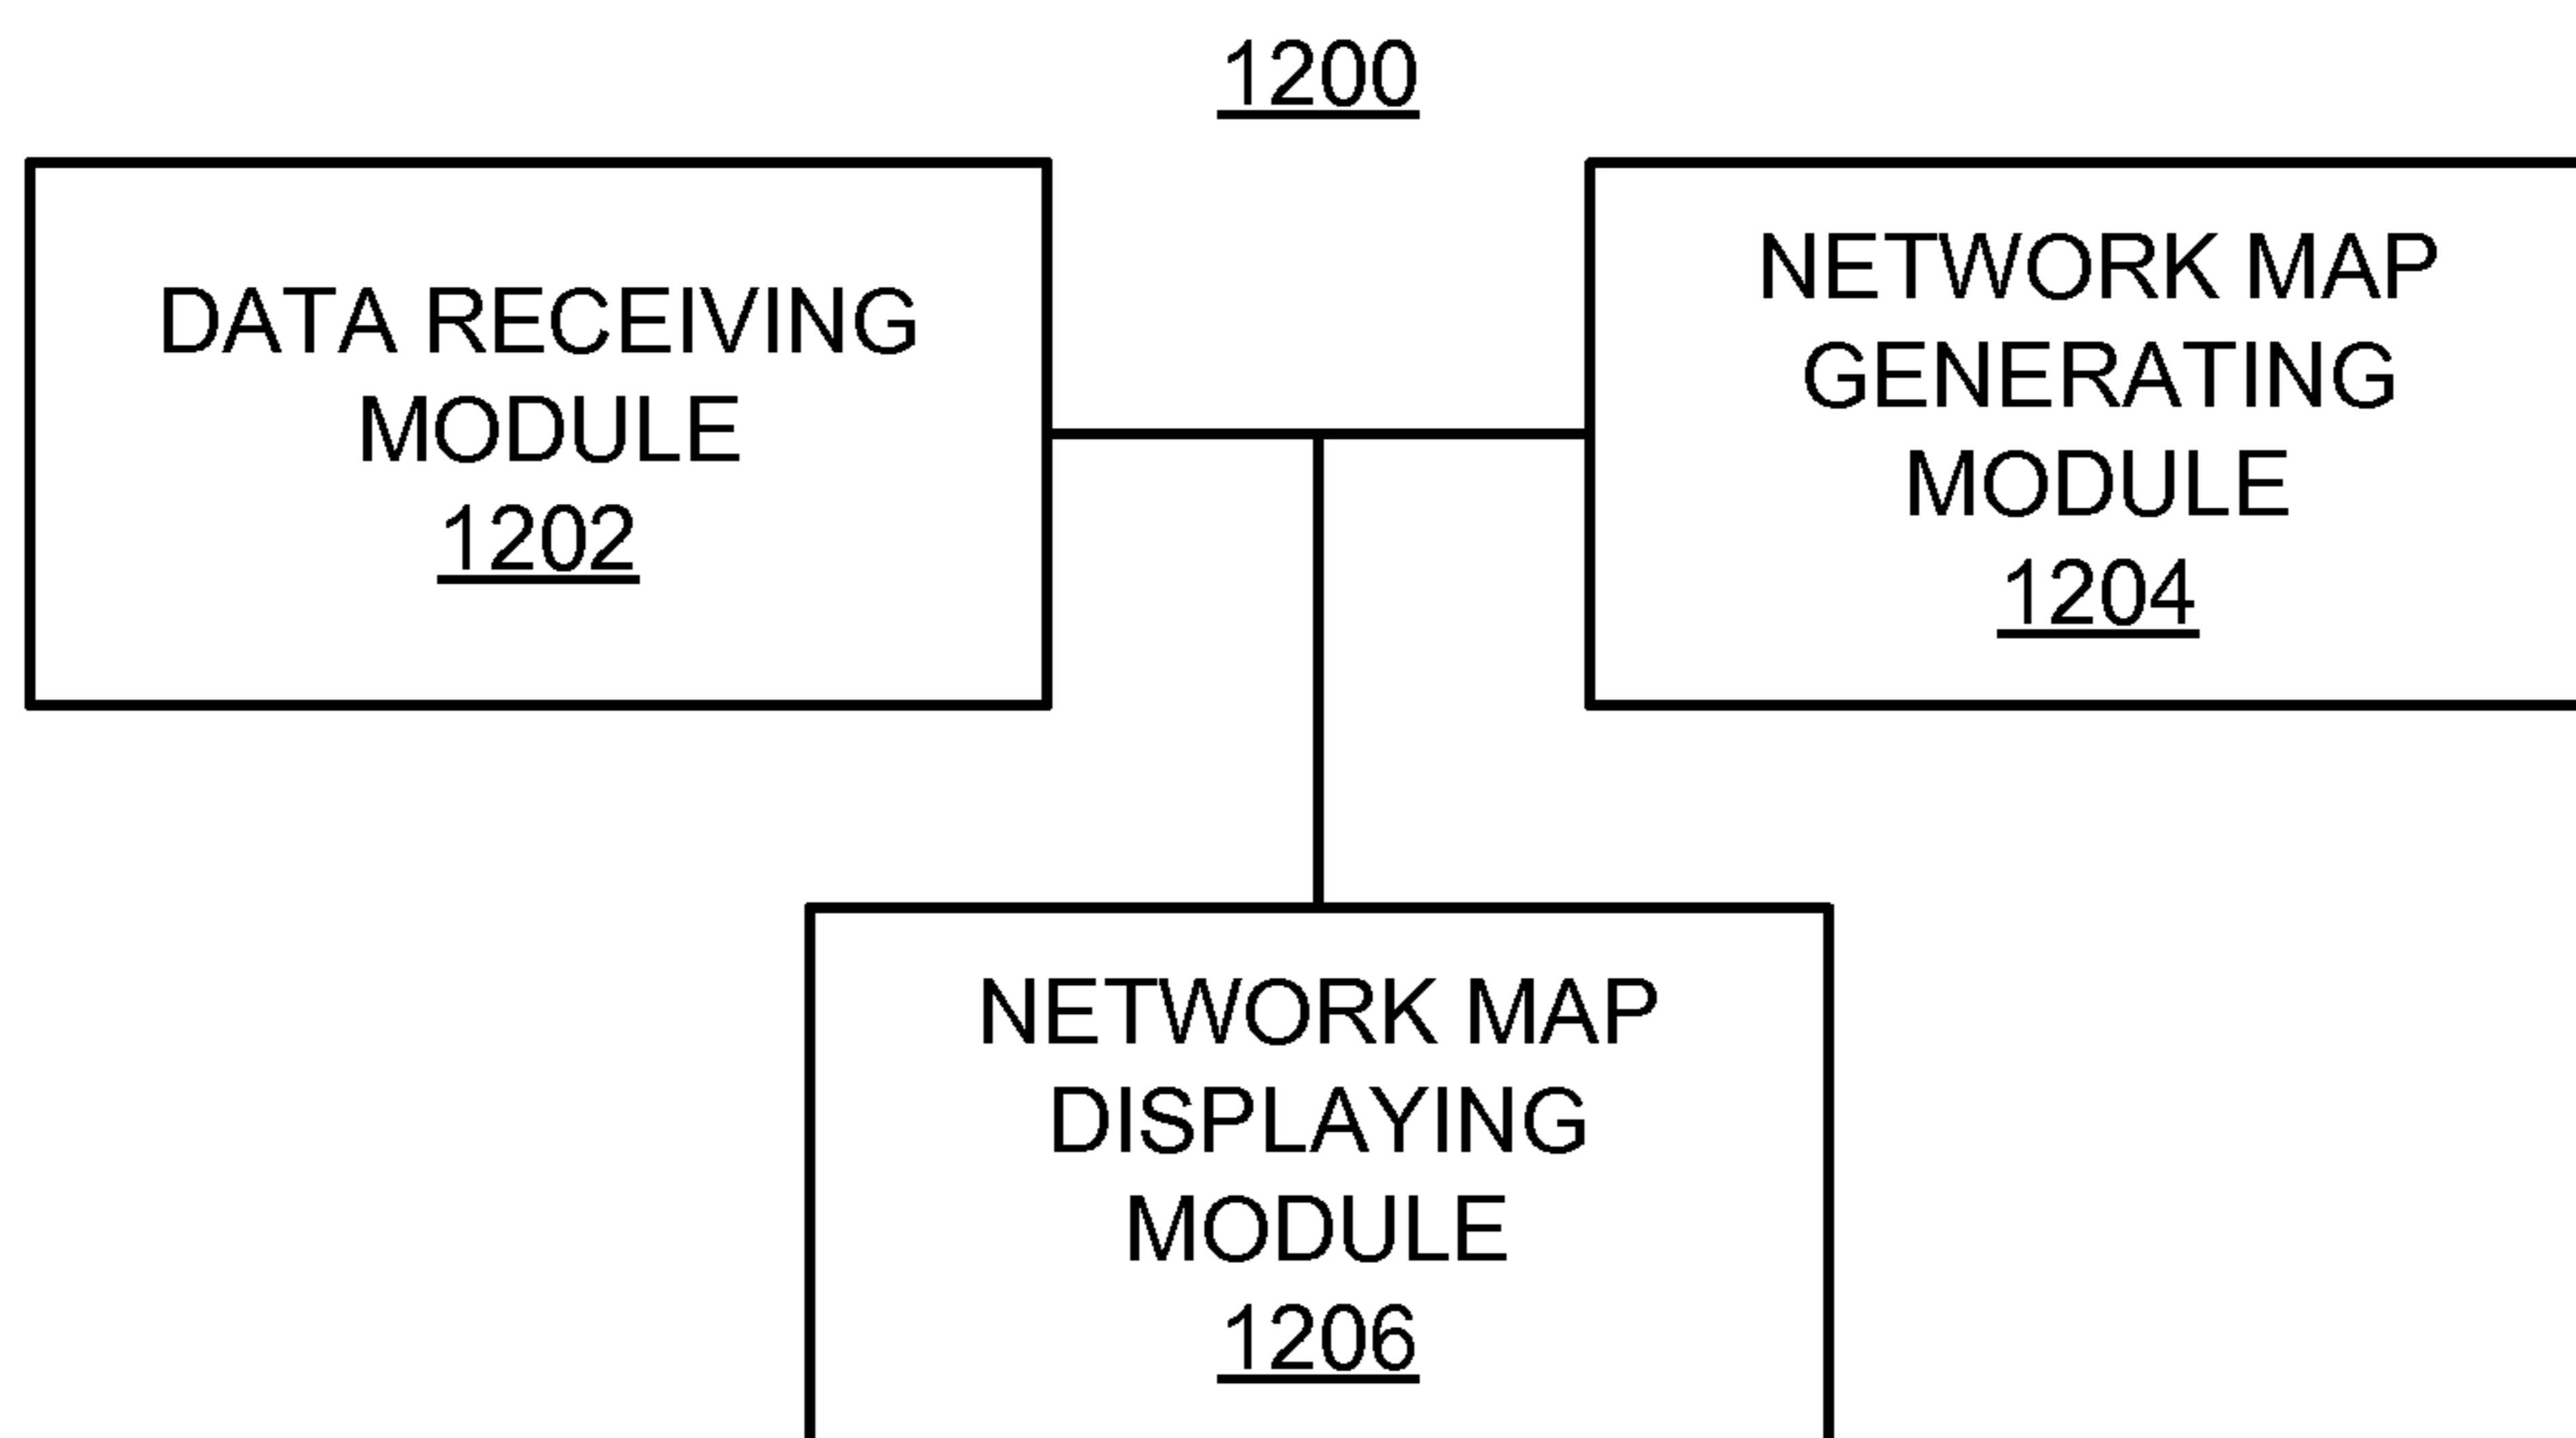 1200
DATA RECEIVING
MODULE
1202
NETWORK MAP
GENERATING
MODULE
1204
NETWORK MAP
DISPLAYING
MODULE
1206